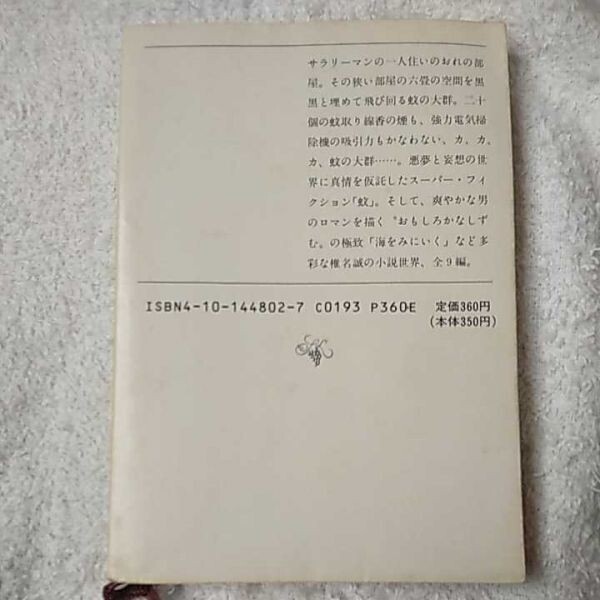 サラリーマンの一人住いのおれの部
屋。その狭い部屋の六畳の空間を黒
黒と埋めて飛び回る蚊の大群。二十
個の蚊取り線香の煙も、強力電気掃
除機の吸引力もかなわない、カ、カ、
カ、蚊の大群……。悪夢と妄想の世
界に真情を仮託したスーパー・フィ
クション「蚊」。そして、爽やかな男
のロマンを描く〝おもしろかなしず
む〟の極致「海をみにいく」など多
彩な椎名誠の小説世界、全9編。
ISBN4-10-144802-7 C0193 P360E 定価360円
(本体350円)